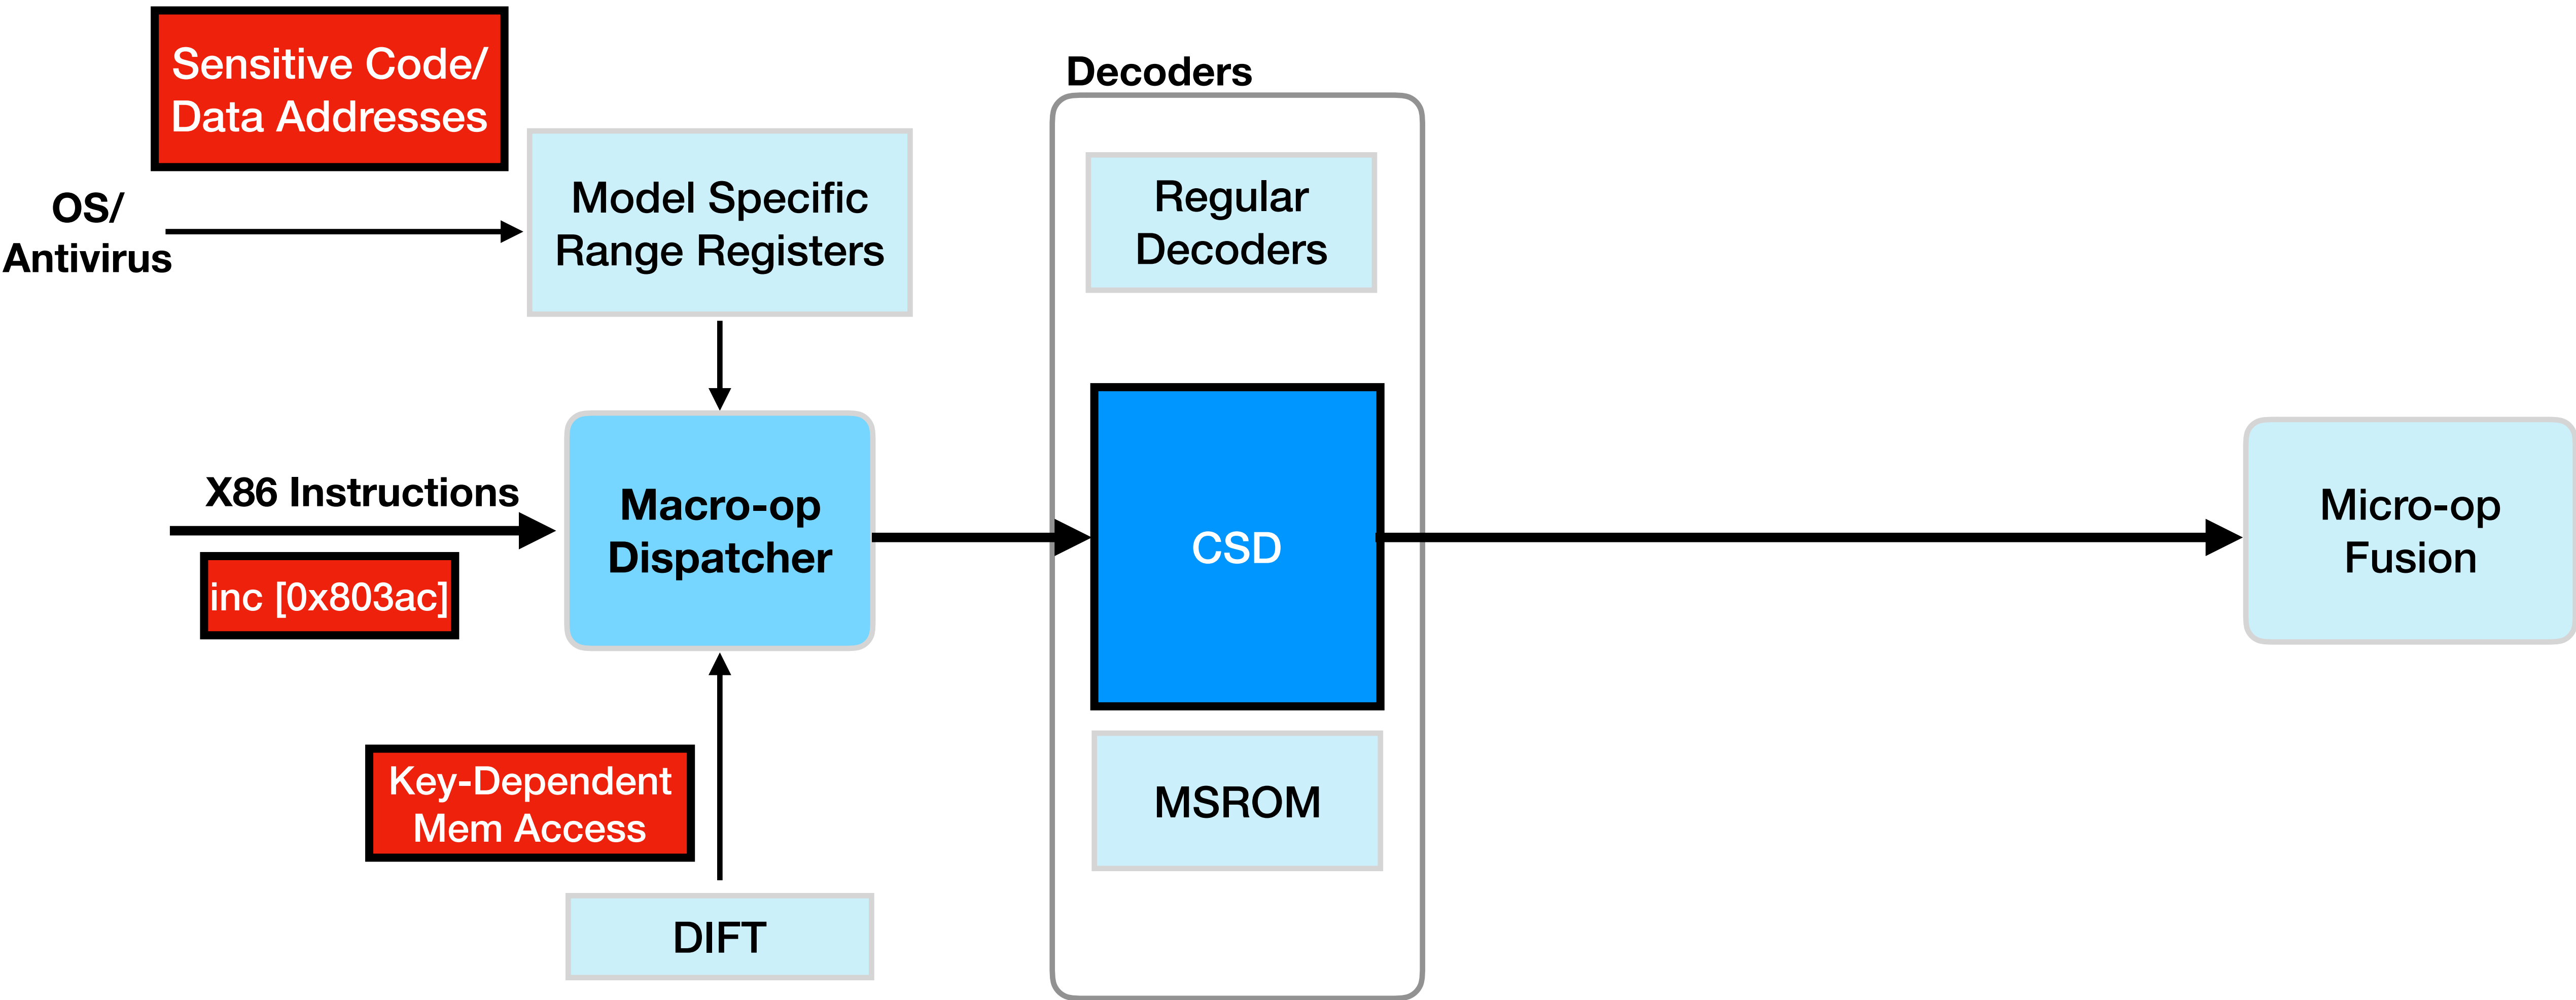 Sensitive Code/
Data Addresses
Decoders
OS/
Antivirus
Model Specific
Range Registers
Regular
Decoders
X86 Instructions
inc [0x803ac]
Macro-op
Dispatcher
CSD
Micro-op
Fusion
Key-Dependent
Mem Access
MSROM
DIFT